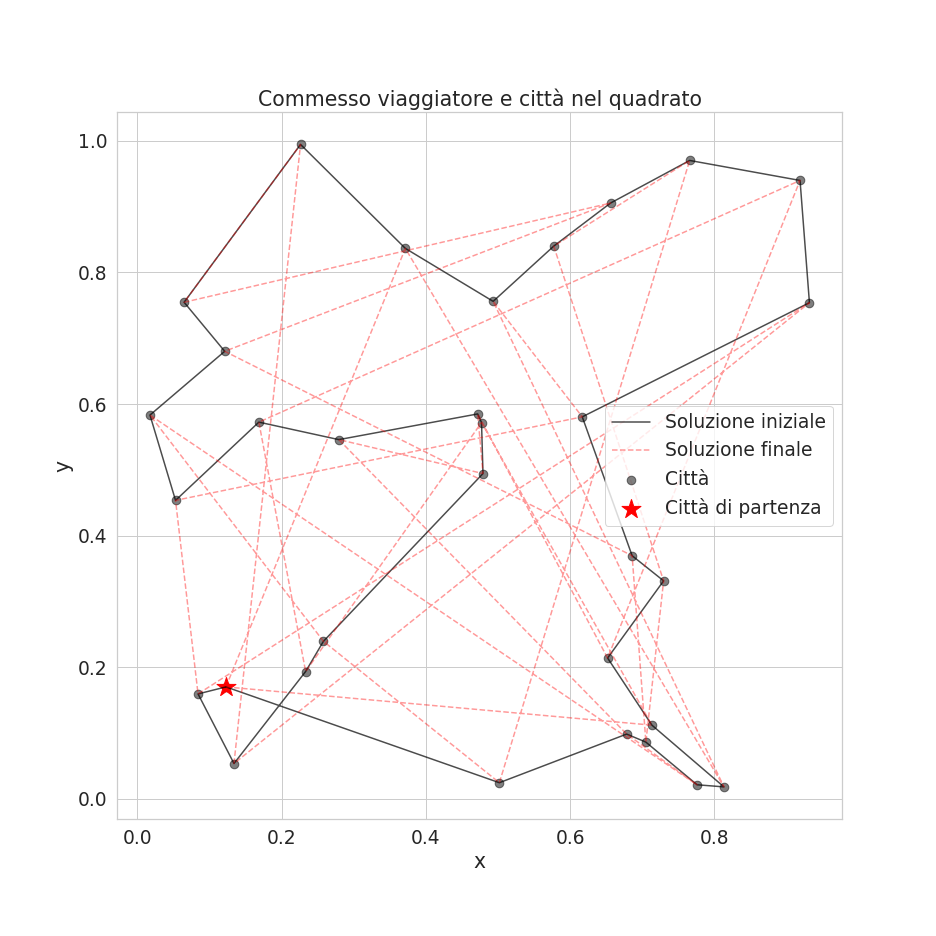 Commesso viaggiatore e città nel quadrato
1.0
0.8
0.6
0.4
0.2
0.0
y
Soluzione iniziale
Soluzione finale
Città
Città di partenza
0.0 0.2 0.4 0.6 0.8
x